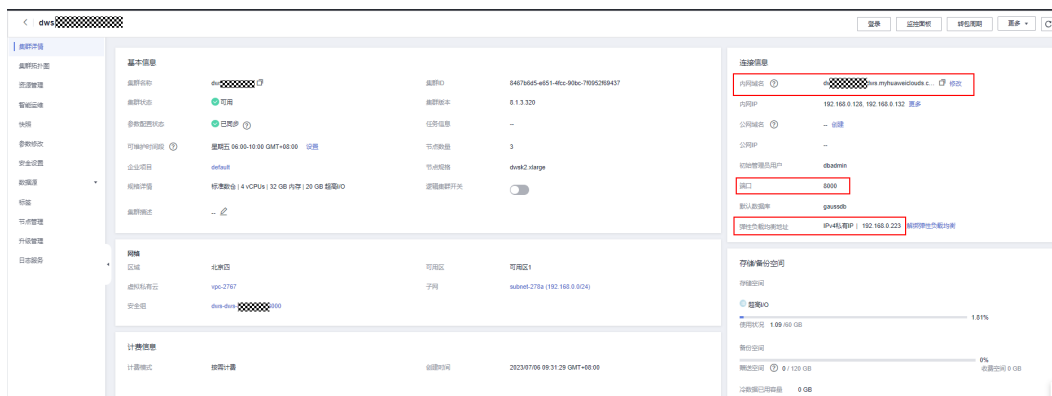 dws
登录 监控面板 转包周期 更多
集群详情
集群拓扑图
资源管理
智能运维
快照
参数修改
安全设置
数据源
标签
节点管理
升级管理
日志服务
基本信息
集群名称 dws
集群ID 8467b6d5-e651-4fcc-90bc-7f0952f69437
集群状态 可用
集群版本 8.1.3.320
参数配置状态 已同步
任务信息 --
可维护时间段 星期五 06:00-10:00 GMT+08:00 设置
节点数量 3
企业项目 default
节点规格 dwsk2.xlarge
规格详情 标准数仓 | 4 vCPUs | 32 GB 内存 | 20 GB 超高I/O
逻辑集群开关
集群描述 --
网络
区域 北京四
可用区 可用区1
虚拟私有云 vpc-2767
子网 subnet-278a (192.168.0.0/24)
安全组 dws-dws- 8000
计费信息
计费模式 按需计费
创建时间 2023/07/06 09:31:29 GMT+08:00
连接信息
内网域名 dws.myhuaweiclouds.c... 修改
内网IP 192.168.0.128, 192.168.0.132 更多
公网域名 -- 创建
公网IP --
初始管理员用户 dbadmin
端口 8000
默认数据库 gaussdb
弹性负载均衡地址 IPv4私有IP | 192.168.0.223 解绑弹性负载均衡
存储/备份空间
存储空间
超高I/O
1.81%
使用状况 1.09 /60 GB
备份空间
0%
赠送空间 0 / 120 GB 收费空间 0 GB
冷数据已用容量 0 GB